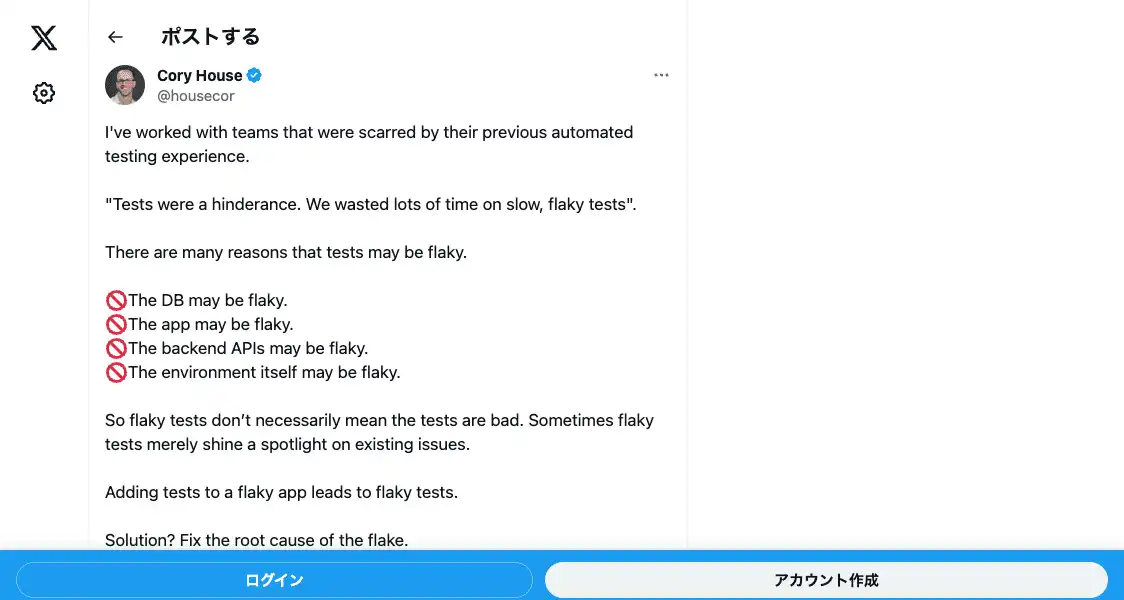 ポストする
Cory House
@housecor
I've worked with teams that were scarred by their previous automated
testing experience.
"Tests were a hinderance. We wasted lots of time on slow, flaky tests".
There are many reasons that tests may be flaky.
🚫The DB may be flaky.
🚫The app may be flaky.
🚫The backend APIs may be flaky.
🚫The environment itself may be flaky.
So flaky tests don’t necessarily mean the tests are bad. Sometimes flaky
tests merely shine a spotlight on existing issues.
Adding tests to a flaky app leads to flaky tests.
Solution? Fix the root cause of the flake.
ログイン
アカウント作成